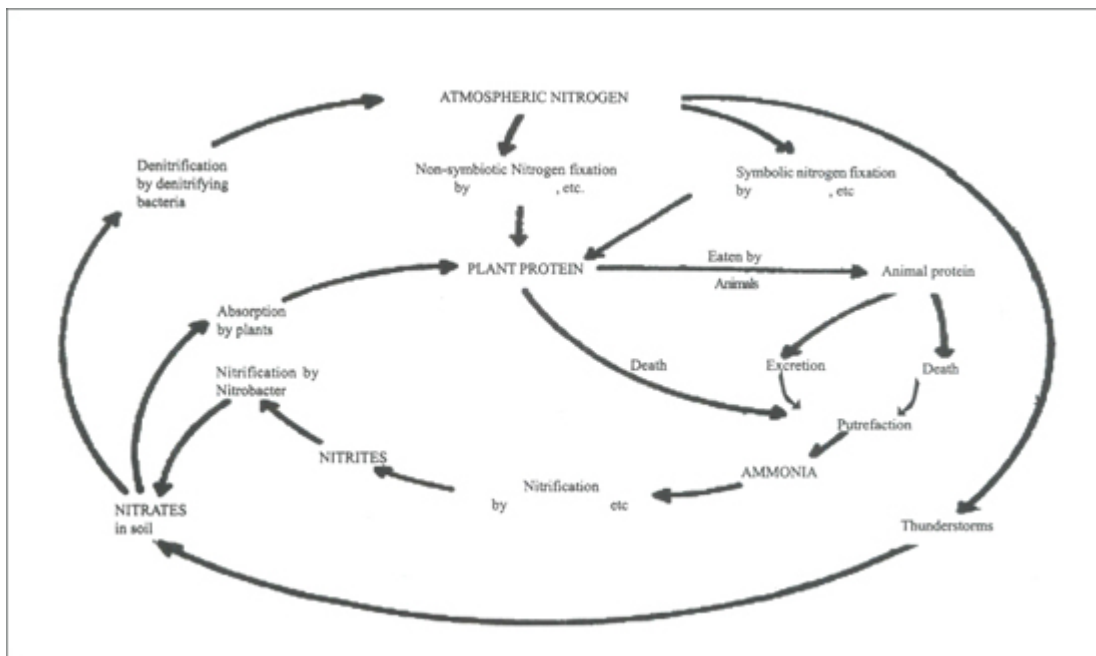 ATMOSPHERIC NITROGEN
Denitrification
by denitrifying
bacteria
Non-symbiotic Nitrogen fixation
by , etc.
Symbolic nitrogen fixation
by , etc
PLANT PROTEIN
Eaten by
Animals
Animal protein
Absorption
by plants
Nitrification by
Nitrobacter
Death
Excretion
Death
Putrefaction
NITRITES
AMMONIA
Nitrification
by etc
NITRATES
in soil
Thunderstorms